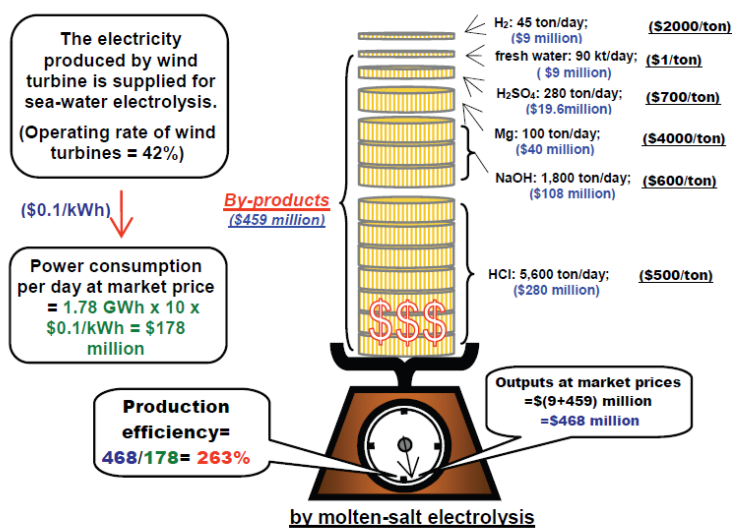 The electricity
produced by wind
turbine is supplied for
sea-water electrolysis.
(Operating rate of wind
turbines = 42%)
($0.1/kWh)
Power consumption
per day at market price
= 1.78 GWh x 10 x
$0.1/kWh = $178
million
By-products
($459 million)
H₂: 45 ton/day;
($9 million)
($2000/ton)
fresh water: 90 kt/day;
( $9 million)
($1/ton)
H₂SO₄: 280 ton/day;
($19.6million)
($700/ton)
Mg: 100 ton/day;
($40 million)
($4000/ton)
NaOH: 1,800 ton/day;
($108 million)
($600/ton)
HCl: 5,600 ton/day;
($280 million)
($500/ton)
$$$
Production
efficiency=
468/178= 263%
Outputs at market prices
=$(9+459) million
=$468 million
by molten-salt electrolysis